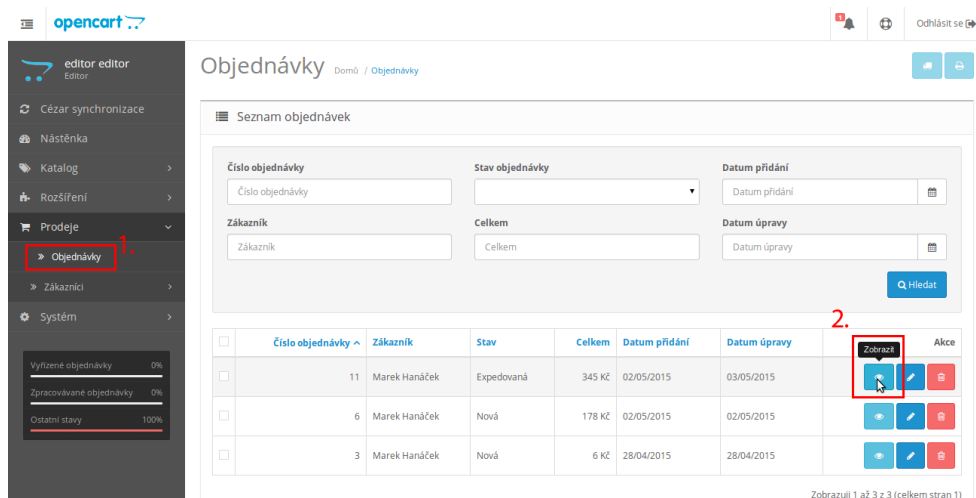 opencart
1
Odhlásit se
editor editor
Editor
Cézar synchronizace
Nástěnka
Katalog
Rozšíření
Prodeje
1.
Objednávky
Zákazníci
Systém
Vyřízené objednávky 0%
Zpracovávané objednávky 0%
Ostatní stavy 100%
Objednávky Domů / Objednávky
Seznam objednávek
Číslo objednávky Stav objednávky Datum přidání
Číslo objednávky Datum přidání
Zákazník Celkem Datum úpravy
Zákazník Celkem Datum úpravy
Hledat
2.
Číslo objednávky Zákazník Stav Celkem Datum přidání Datum úpravy Akce
Zobrazit
11 Marek Hanáček Expedovaná 345 Kč 02/05/2015 03/05/2015
6 Marek Hanáček Nová 178 Kč 02/05/2015 02/05/2015
3 Marek Hanáček Nová 6 Kč 28/04/2015 28/04/2015
Zobrazuji 1 až 3 z 3 (celkem stran 1)